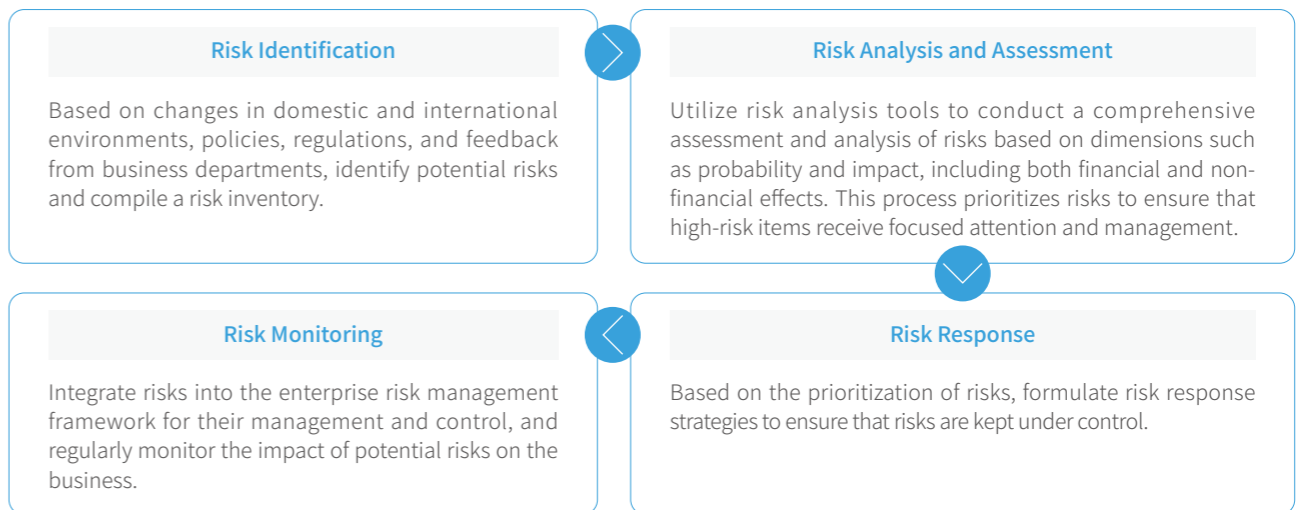 Risk Identification
Based on changes in domestic and international
environments, policies, regulations, and feedback
from business departments, identify potential risks
and compile a risk inventory.
Risk Analysis and Assessment
Utilize risk analysis tools to conduct a comprehensive
assessment and analysis of risks based on dimensions such
as probability and impact, including both financial and non-
financial effects. This process prioritizes risks to ensure that
high-risk items receive focused attention and management.
Risk Response
Based on the prioritization of risks, formulate risk response
strategies to ensure that risks are kept under control.
Risk Monitoring
Integrate risks into the enterprise risk management
framework for their management and control, and
regularly monitor the impact of potential risks on the
business.